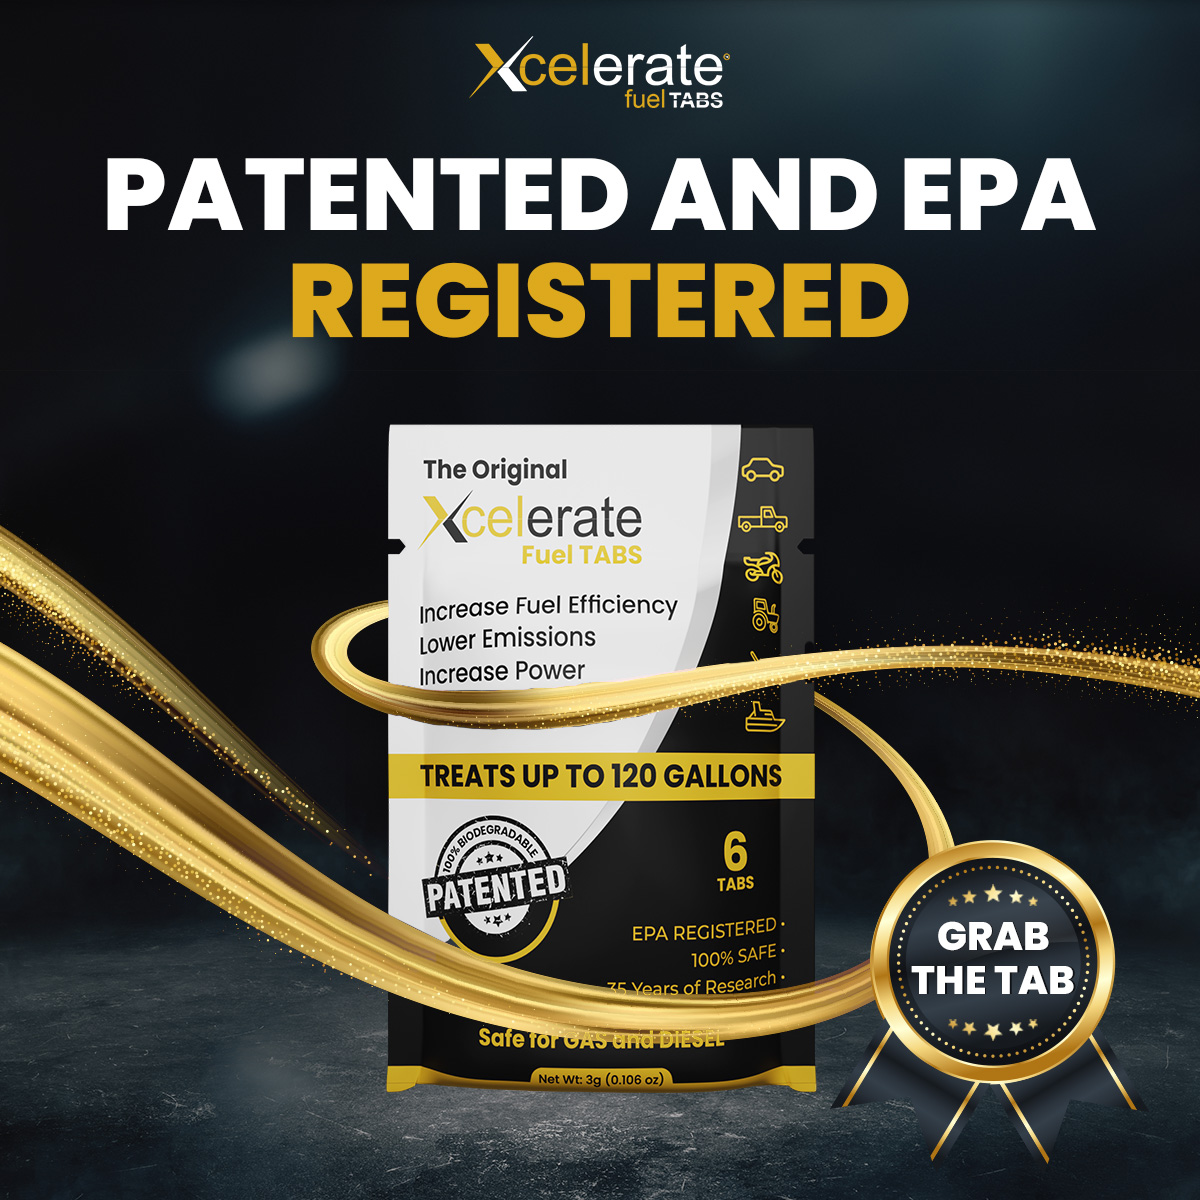 Xcelerate
fuel TABS
PATENTED AND EPA
REGISTERED
The Original
Xcelerate
Fuel TABS
Increase Fuel Efficiency
Lower Emissions
Increase Power
TREATS UP TO 120 GALLONS
100% BIODEGRADABLE
PATENTED
6
TABS
EPA REGISTERED
100% SAFE
35 Years of Research
Safe for GAS and DIESEL
Net Wt: 3g (0.106 oz)
GRAB
THE TAB